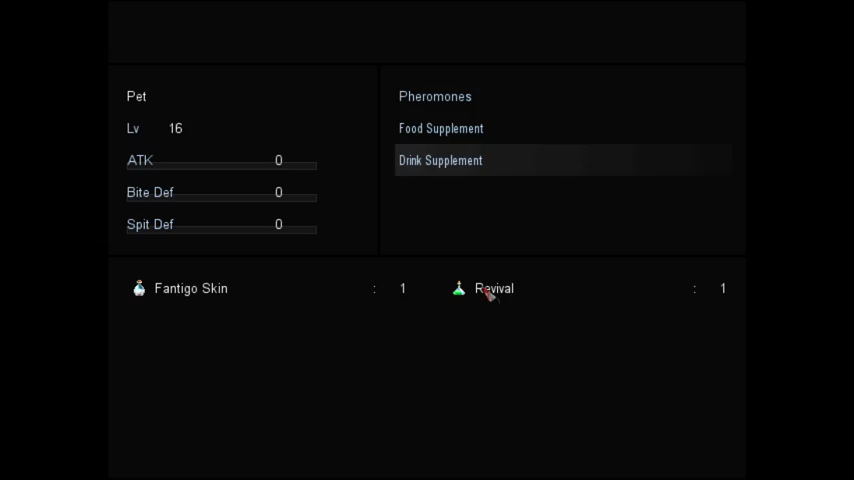 Pet
Lv 16
ATK 0
Bite Def 0
Spit Def 0
Pheromones
Food Supplement
Drink Supplement
Fantigo Skin : 1
Revival : 1